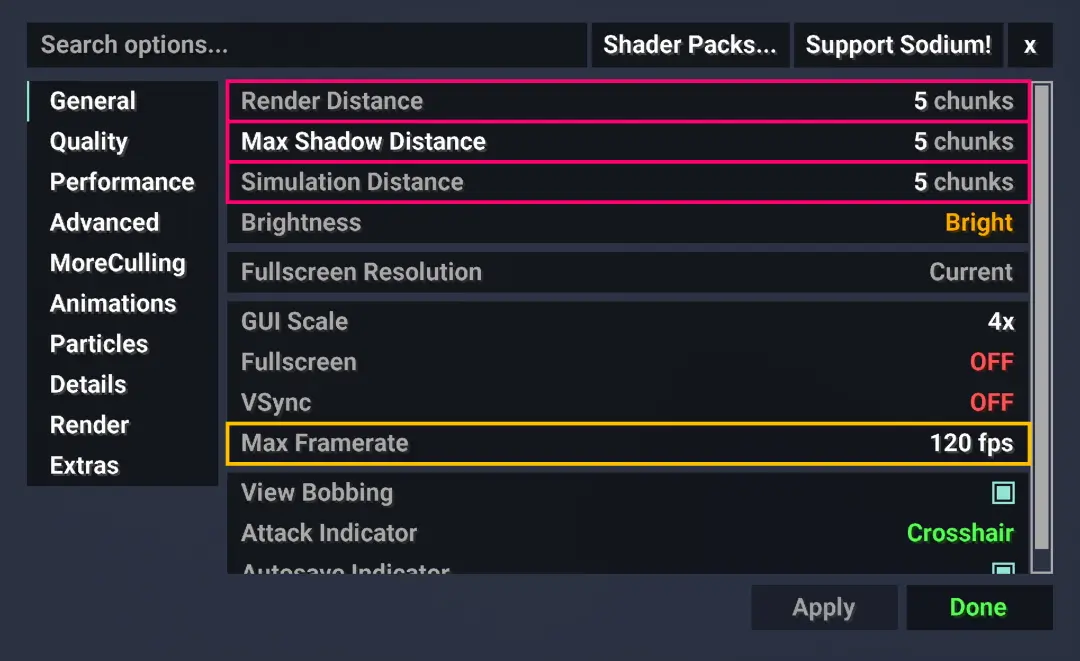 Search options...
Shader Packs...
Support Sodium!
x
General
Quality
Performance
Advanced
MoreCulling
Animations
Particles
Details
Render
Extras
Render Distance 5 chunks
Max Shadow Distance 5 chunks
Simulation Distance 5 chunks
Brightness Bright
Fullscreen Resolution Current
GUI Scale 4x
Fullscreen OFF
VSync OFF
Max Framerate 120 fps
View Bobbing
Attack Indicator Crosshair
Autosave Indicator
Apply
Done